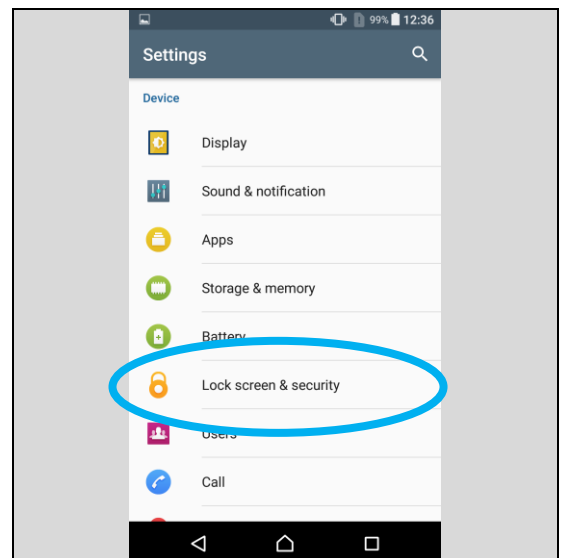 99% 12:36
Settings
Device
Display
Sound & notification
Apps
Storage & memory
Battery
Lock screen & security
Users
Call